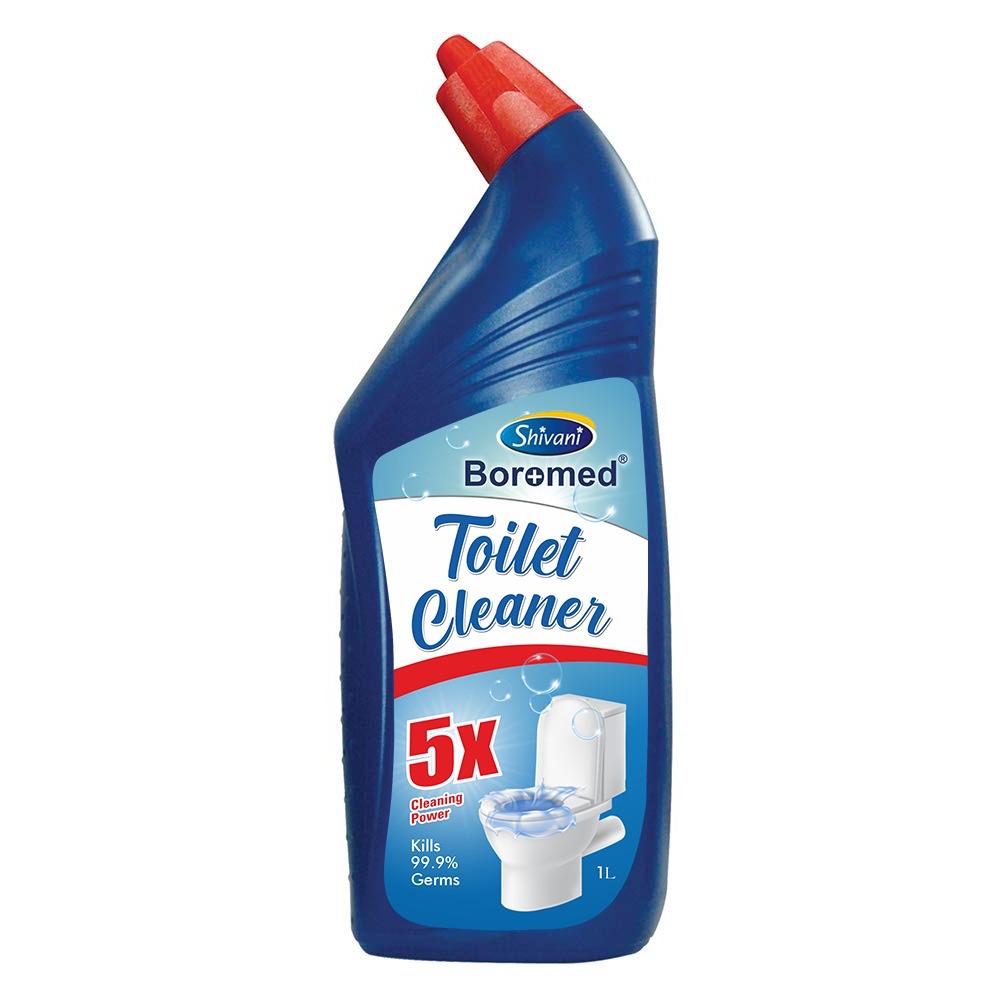 Shivani
Boromed®
Toilet
Cleaner
5x
Cleaning
Power
Kills
99.9%
Germs
1L